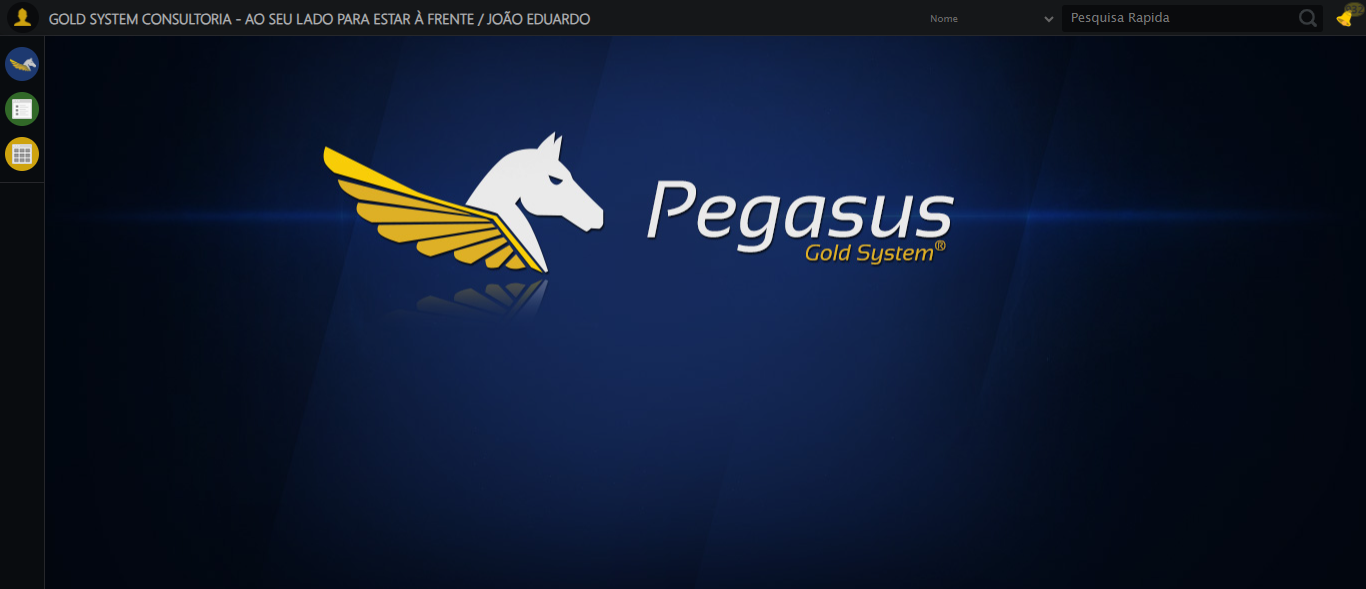 GOLD SYSTEM CONSULTORIA - AO SEU LADO PARA ESTAR À FRENTE / JOÃO EDUARDO
Nome
Pesquisa Rapida
Pegasus
Gold System®